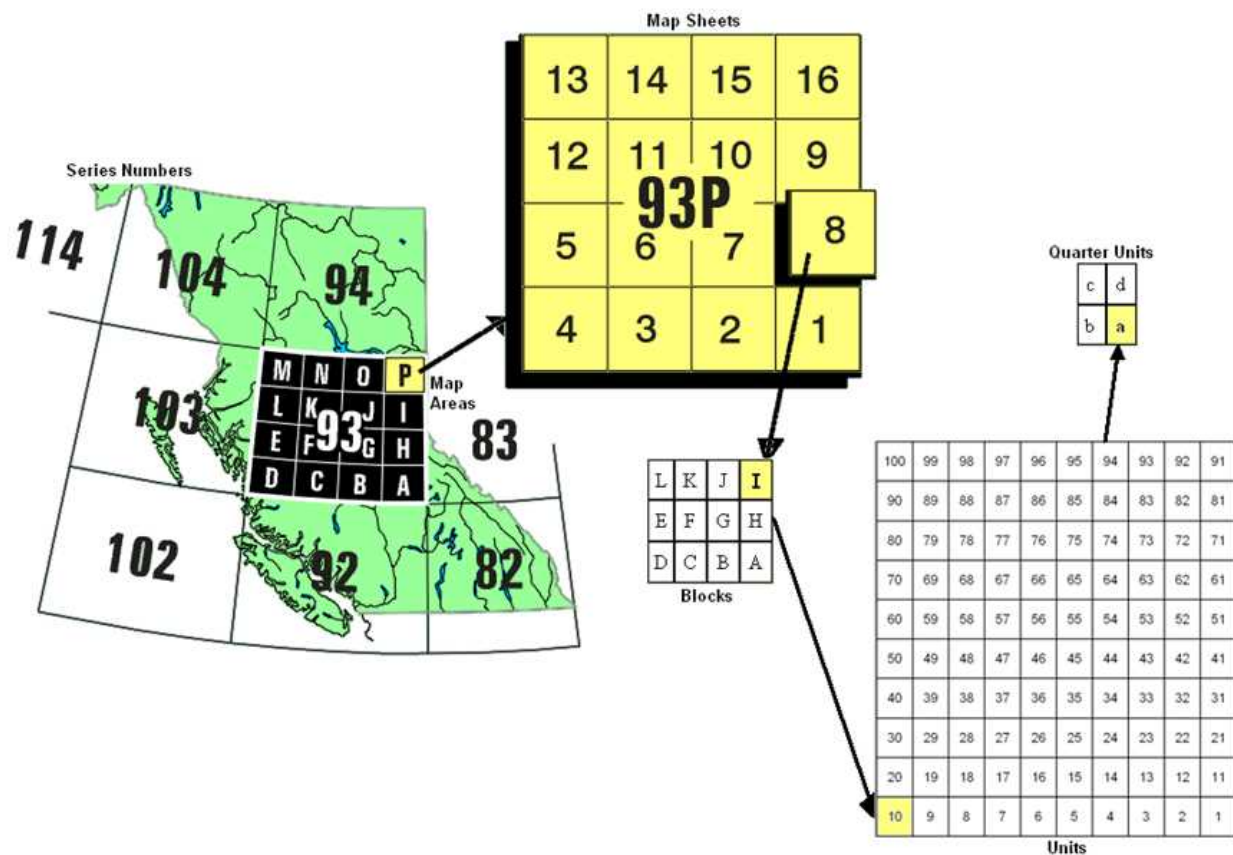 Map Sheets
13 14 15 16
12 11 10 9
93P
5 6 7 8
4 3 2 1
Series Numbers
114 104 94
M N O P
Map
Areas
L K J I
103 93 83
E F G H
D C B A
102 92 82
Quarter Units
c d
b a
L K J I
E F G H
D C B A
Blocks
100 99 98 97 96 95 94 93 92 91
90 89 88 87 86 85 84 83 82 81
80 79 78 77 76 75 74 73 72 71
70 69 68 67 66 65 64 63 62 61
60 59 58 57 56 55 54 53 52 51
50 49 48 47 46 45 44 43 42 41
40 39 38 37 36 35 34 33 32 31
30 29 28 27 26 25 24 23 22 21
20 19 18 17 16 15 14 13 12 11
10 9 8 7 6 5 4 3 2 1
Units